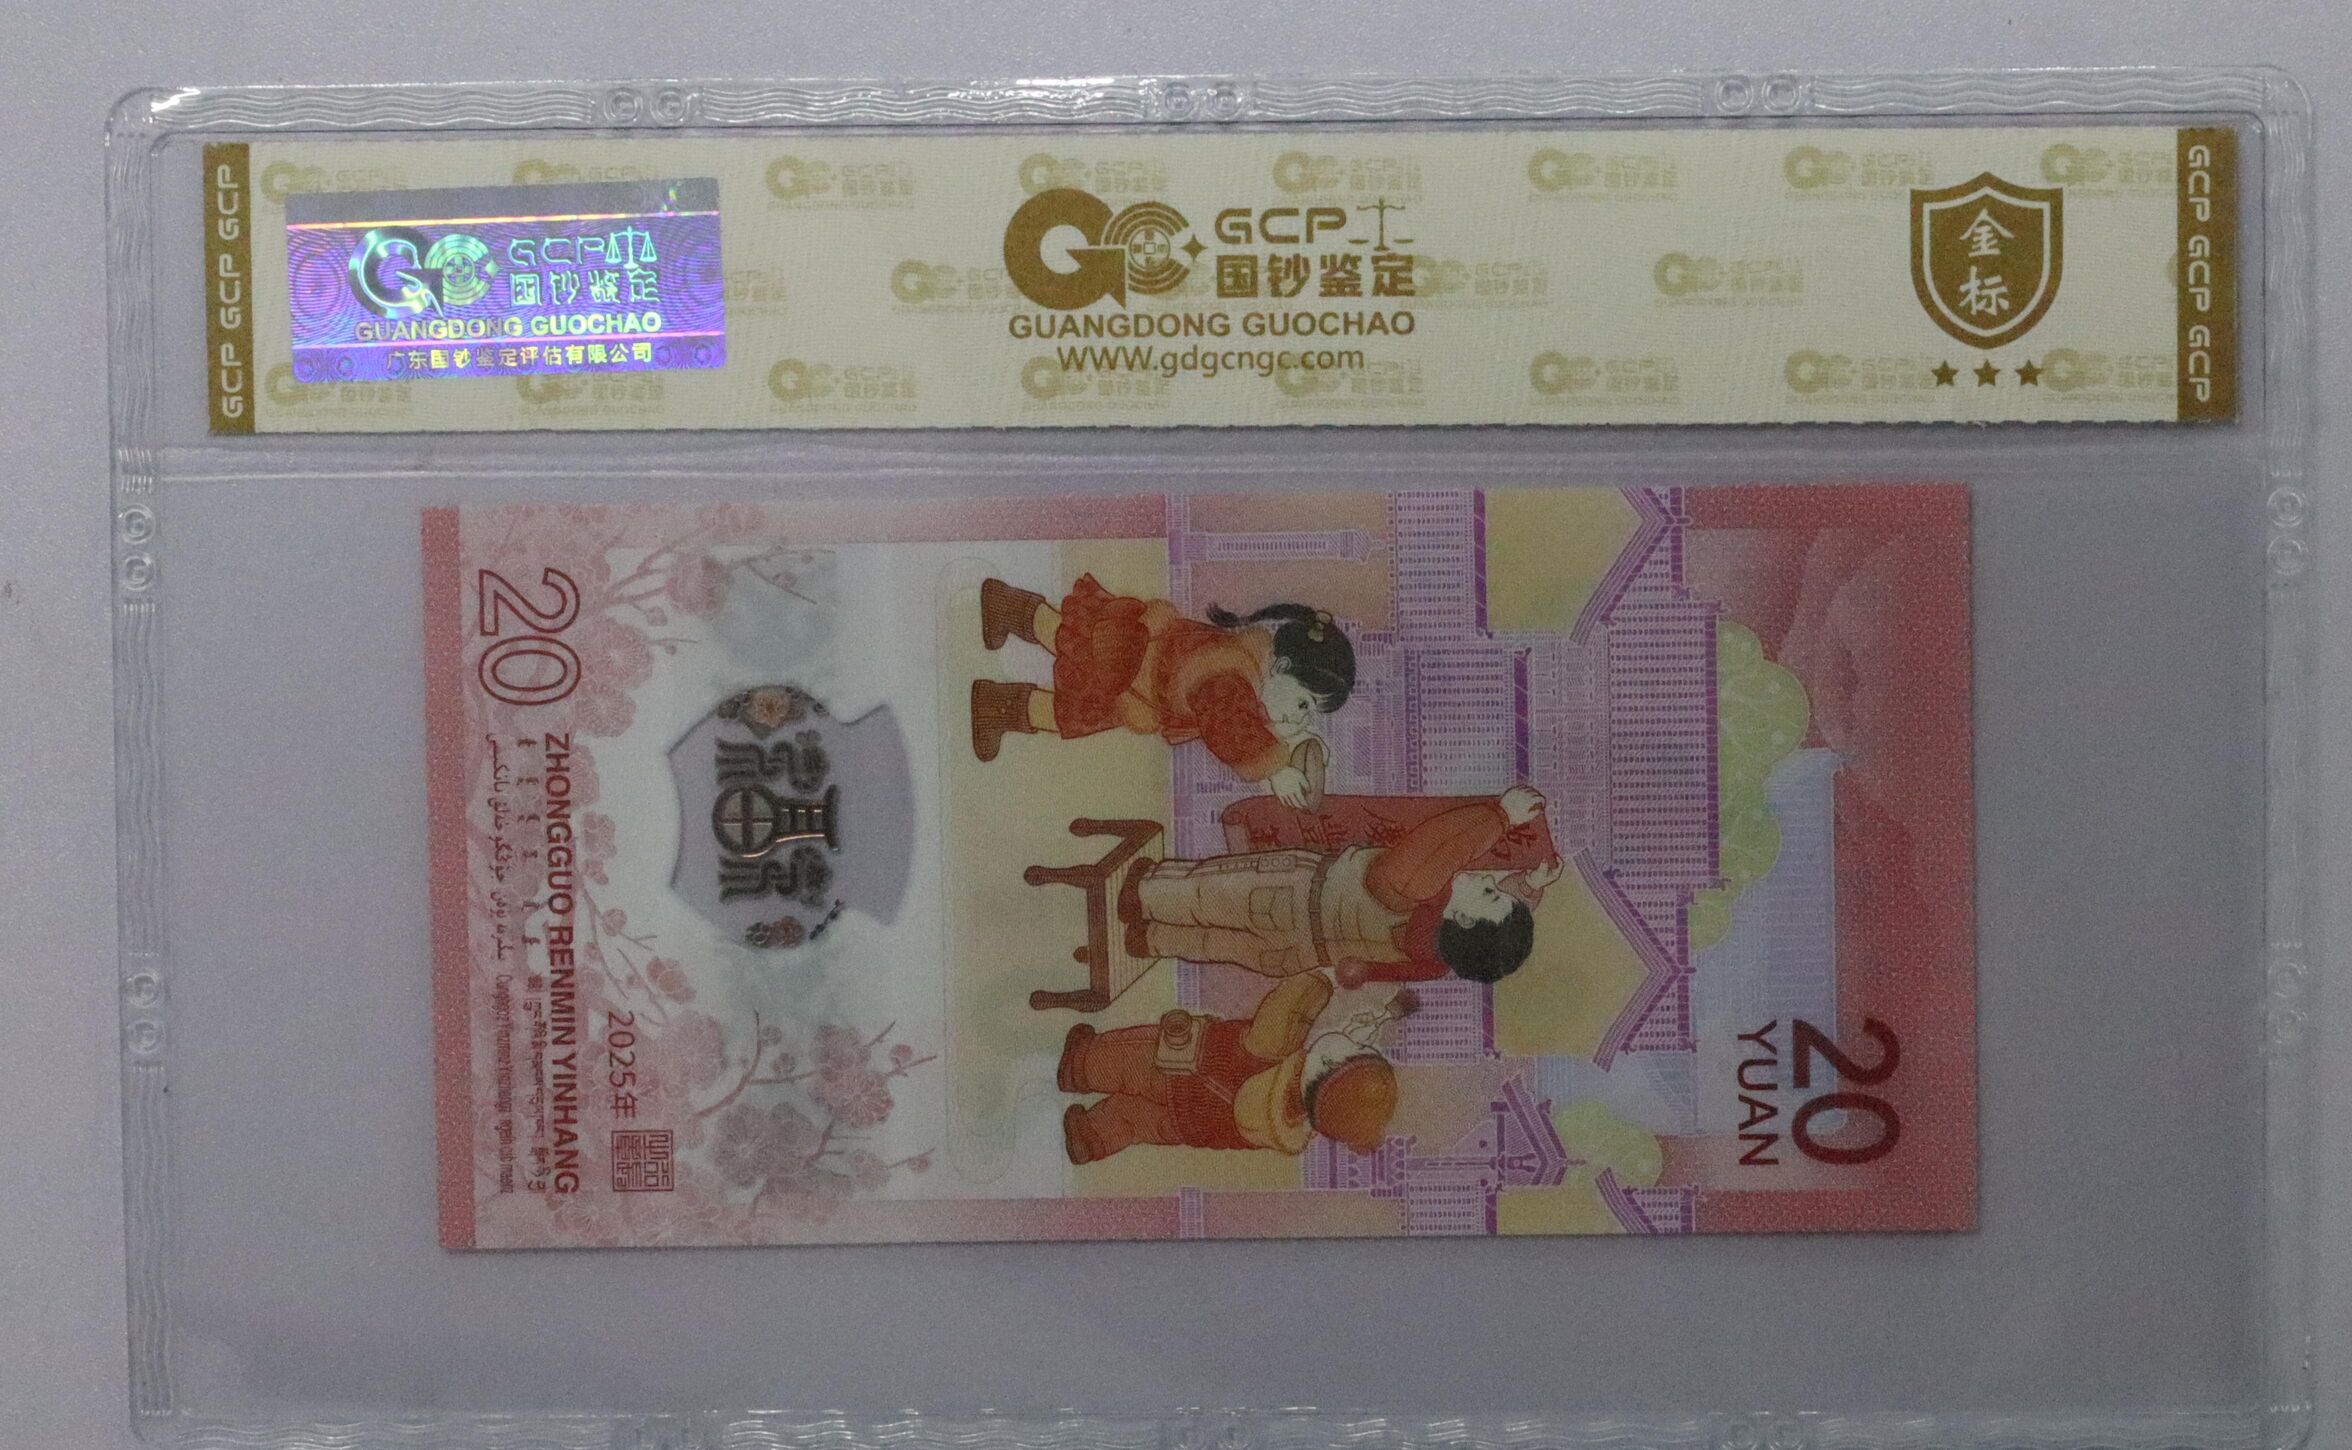 GCP GCP GCP
GCP
国钞鉴定
GUANGDONG GUOCHAO
广东国钞鉴定评估有限公司
GCP
国钞鉴定
GUANGDONG GUOCHAO
WWW.gdgcngc.com
金
标
GCP GCP GCP
20
YUAN
2025年
ZHONGGUO RENMIN YINHANG
20